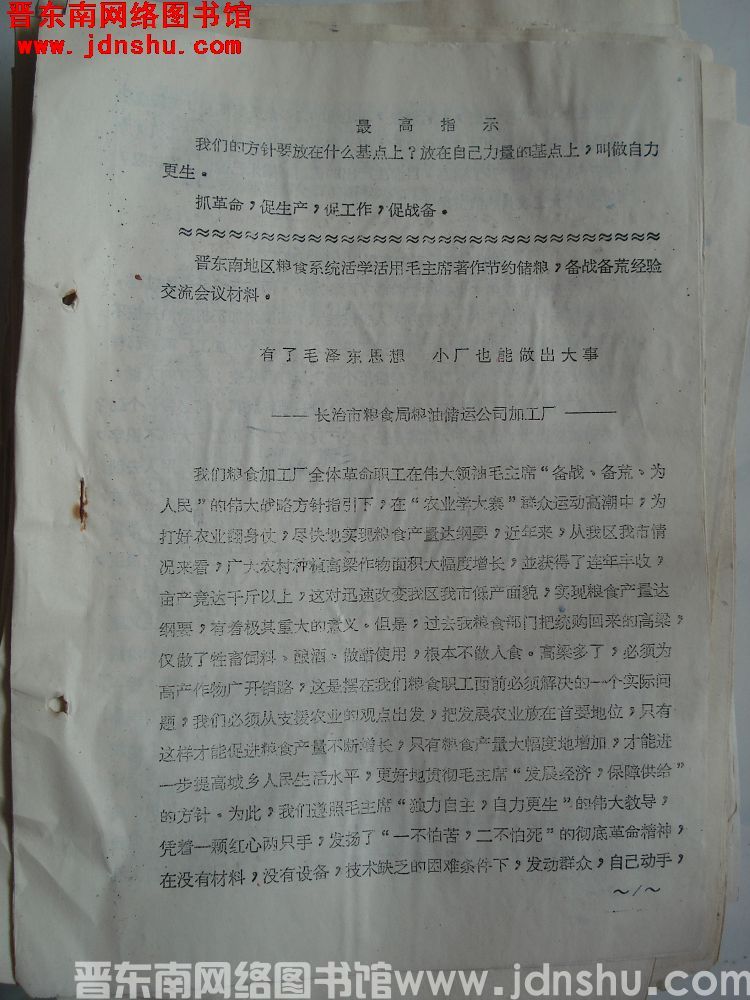 晋东南网络图书馆
www.jdnshu.com
最高指示
我们的方针要放在什么基点上？放在自己力量的基点上，叫做自力
更生。
抓革命，促生产，促工作，促战备。
≈≈≈≈≈≈≈≈≈≈≈≈≈≈≈≈≈≈≈≈≈≈≈≈≈≈≈≈
晋东南地区粮食系统活学活用毛主席著作节约储粮，备战备荒经验
交流会议材料。
有了毛泽东思想 小厂也能做出大事
——长治市粮食局粮油储运公司加工厂——
我们粮食加工厂全体革命职工在伟大领油毛主席“备战、备荒、为
人民”的伟大战略方针指引下，在“农业学大寨”群众运动高潮中，为
打好农业翻身仗，尽快地实现粮食产量达纲要，近年来，从我区我市情
况来看，广大农村种植高梁作物面积大幅度增长，並获得了连年丰收，
亩产竟达千斤以上，这对迅速改变我区我市低产面貌，实现粮食产量达
纲要，有着极其重大的意义。但是，过去我粮食部门把统购回来的高梁，
仅做了牲畜饲料、酿酒、做醋使用，根本不做人食。高梁多了，必须为
高产作物广开销路，这是摆在我们粮食职工面前必须解决的一个实际问
题，我们必须从支援农业的观点出发，把发展农业放在首要地位，只有
这样才能促进粮食产量不断增长，只有粮食产量大幅度地增加，才能进
一步提高城乡人民生活水平，更好地贯彻毛主席“发展经济，保障供给”
的方针。为此，我们遵照毛主席“独力自主，自力更生”的伟大教导，
凭着一颗红心两只手，发扬了“一不怕苦，二不怕死”的彻底革命精神，
在没有材料，没有设备，技术缺乏的困难条件下，发动群众，自己动手，
～1～
晋东南网络图书馆www.jdnshu.com